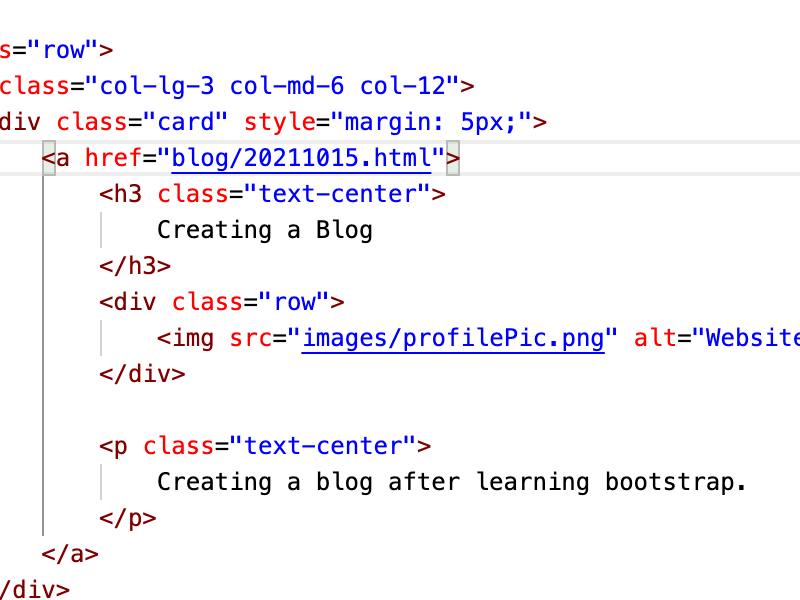 s="row">
class="col-lg-3 col-md-6 col-12">
div class="card" style="margin: 5px;">
<a href="blog/20211015.html">
<h3 class="text-center">
Creating a Blog
</h3>
<div class="row">
<img src="images/profilePic.png" alt="Website
</div>
<p class="text-center">
Creating a blog after learning bootstrap.
</p>
</a>
/div>